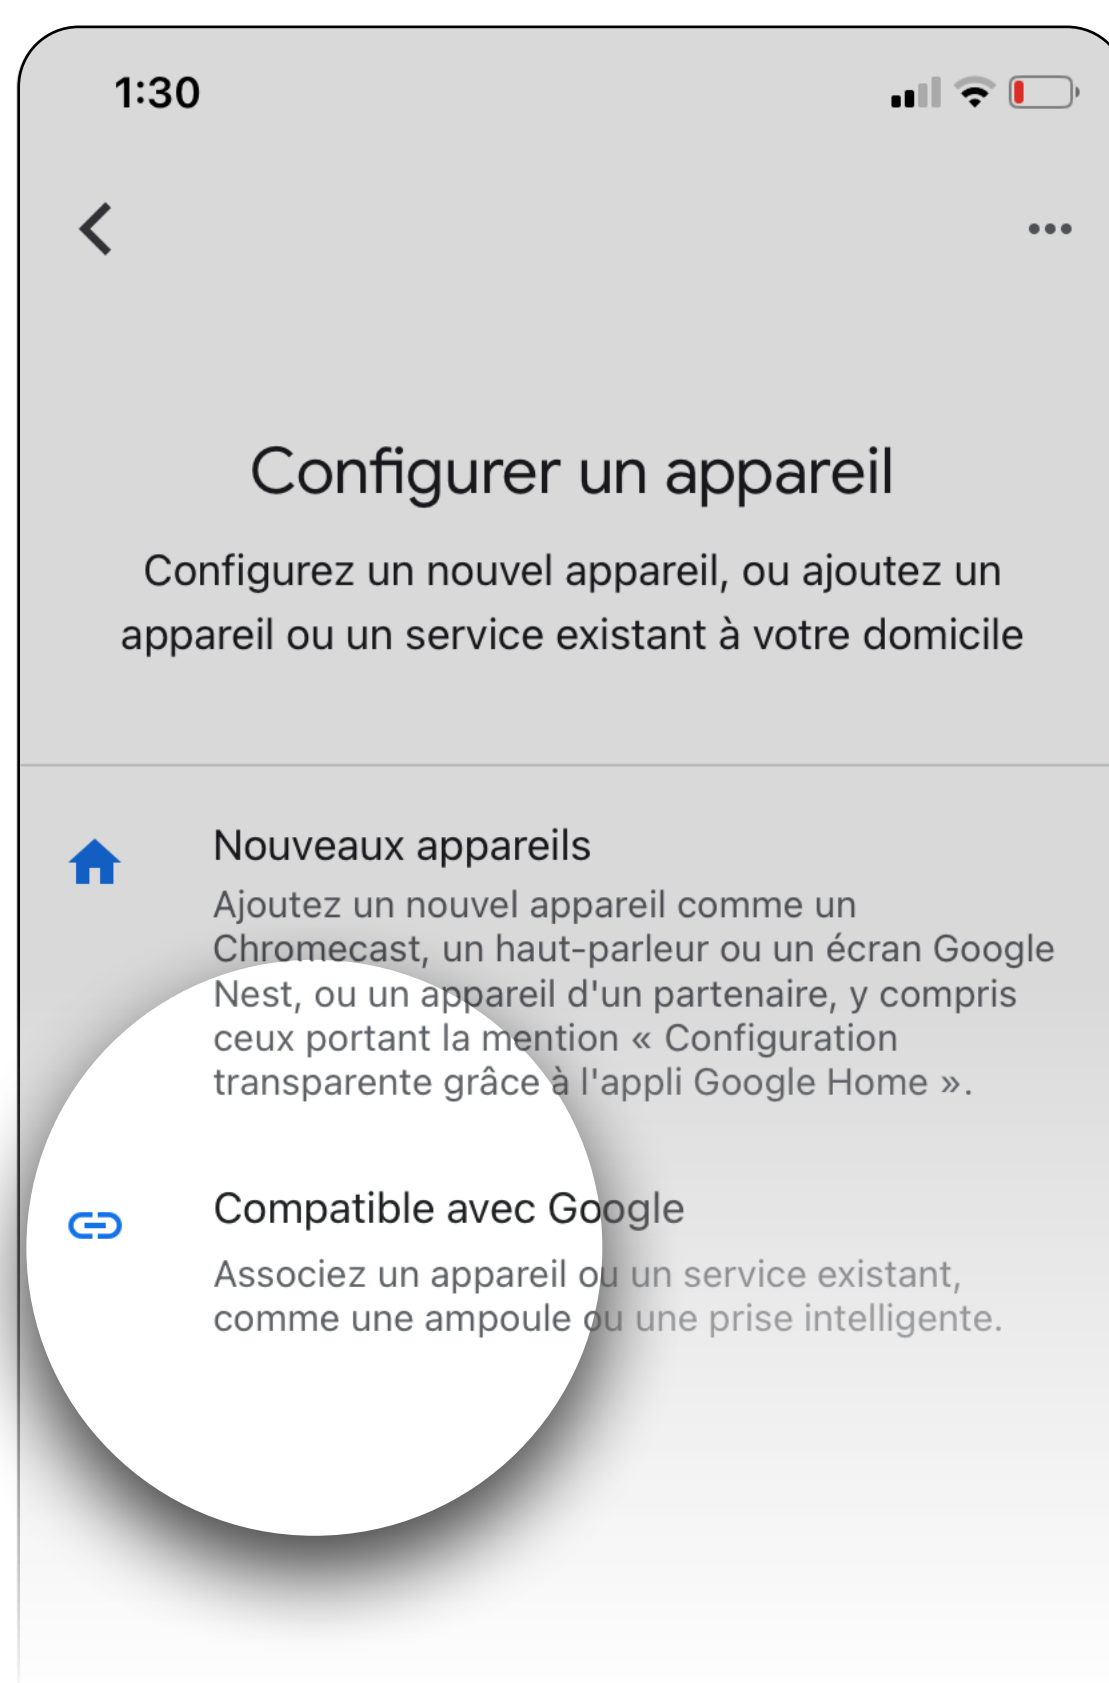 1:30
Configurer un appareil
Configurez un nouvel appareil, ou ajoutez un
appareil ou un service existant à votre domicile
Nouveaux appareils
Ajoutez un nouvel appareil comme un
Chromecast, un haut-parleur ou un écran Google
Nest, ou un appareil d'un partenaire, y compris
ceux portant la mention « Configuration
transparente grâce à l'appli Google Home ».
Compatible avec Google
Associez un appareil ou un service existant,
comme une ampoule ou une prise intelligente.